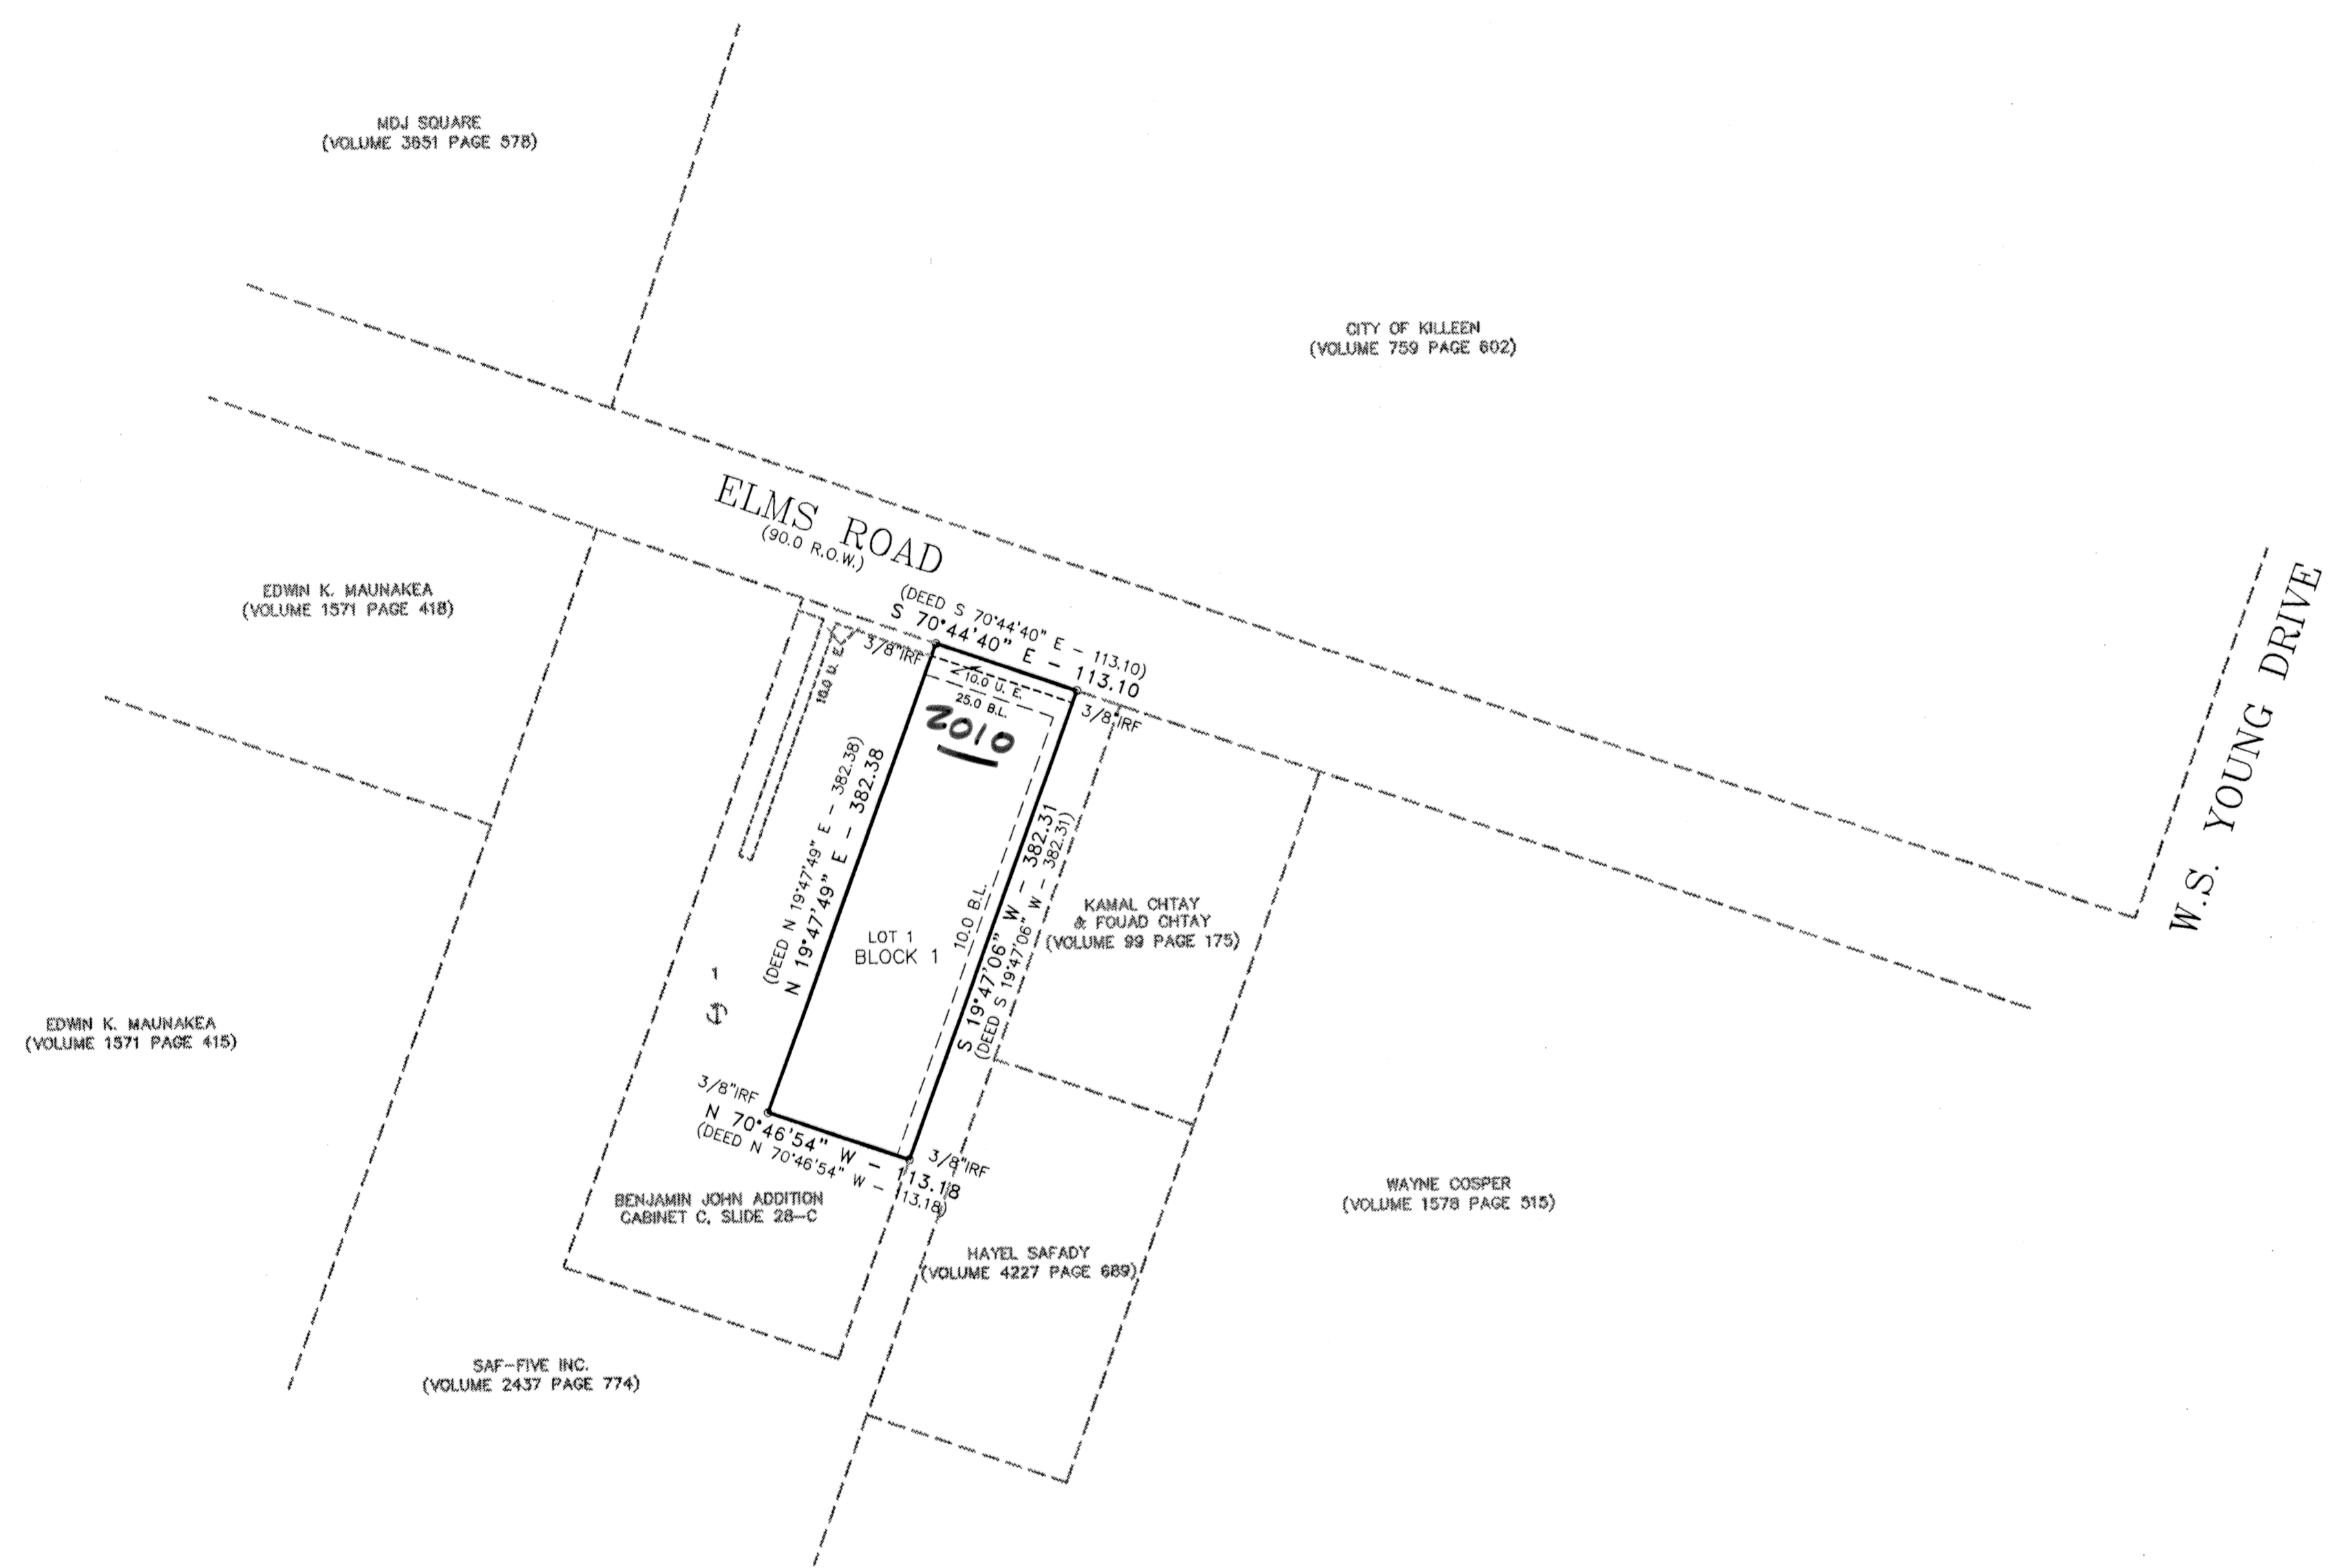 MDJ SQUARE
(VOLUME 3851 PAGE 578)
CITY OF KILLEEN
(VOLUME 759 PAGE 602)
ELMS ROAD
(90.0 R.O.W.)
W.S. YOUNG DRIVE
EDWIN K. MAUNAKEA
(VOLUME 1571 PAGE 418)
(DEED S 70°44'40" E - 113.10)
S 70°44'40" E - 113.10
3/8"IRF
10.0 U. E.
10.0 U. E.
25.0 B.L.
3/8"IRF
2010
(DEED N 19°47'49" E - 382.38)
N 19°47'49" E - 382.38
LOT 1
BLOCK 1
10.0 B.L.
S 19°47'06" W - 382.31
(DEED S 19°47'06" W - 382.31)
KAMAL CHTAY
& FOUAD CHTAY
(VOLUME 99 PAGE 175)
1
EDWIN K. MAUNAKEA
(VOLUME 1571 PAGE 415)
3/8"IRF
N 70°46'54" W - 113.18
(DEED N 70°46'54" W - 113.18)
3/8"IRF
BENJAMIN JOHN ADDITION
CABINET C, SLIDE 28-C
WAYNE COSPER
(VOLUME 1578 PAGE 515)
HAYEL SAFADY
(VOLUME 4227 PAGE 689)
SAF-FIVE INC.
(VOLUME 2437 PAGE 774)